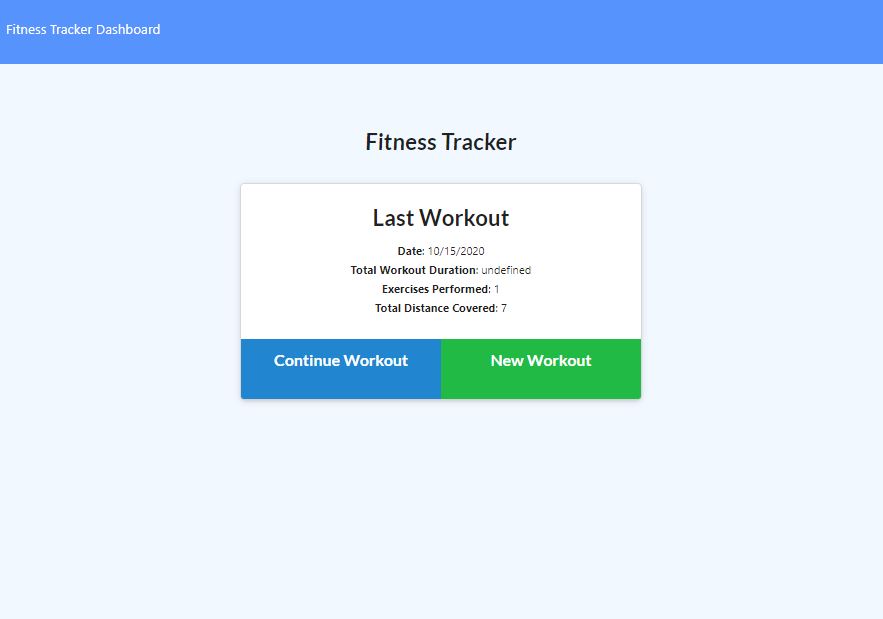 Fitness Tracker Dashboard
Fitness Tracker
Last Workout
Date: 10/15/2020
Total Workout Duration: undefined
Exercises Performed: 1
Total Distance Covered: 7
Continue Workout
New Workout